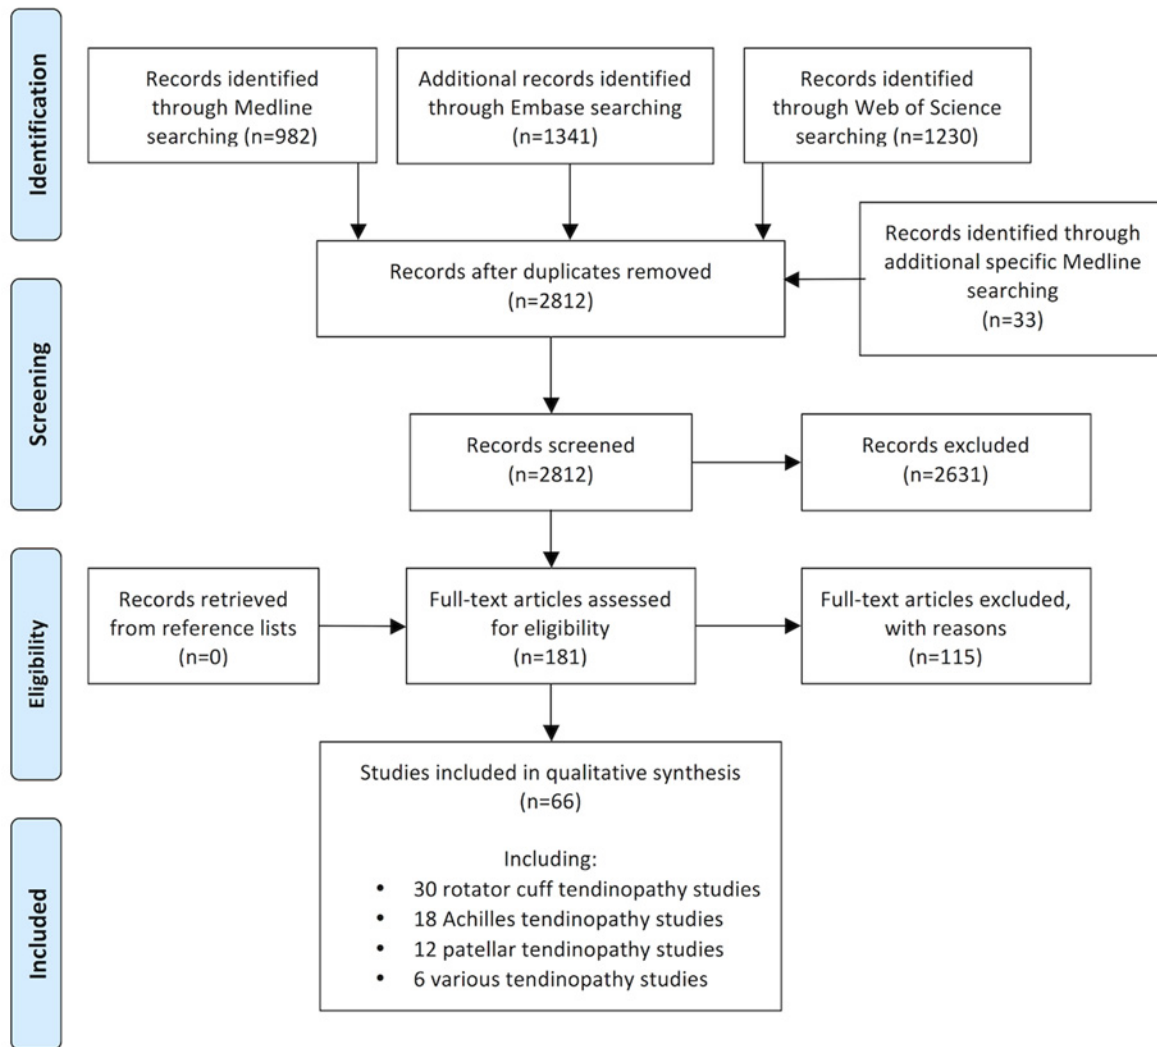 Identification
Records identified
through Medline
searching (n=982)
Additional records identified
through Embase searching
(n=1341)
Records identified
through Web of Science
searching (n=1230)
Records identified through
additional specific Medline
searching
(n=33)
Records after duplicates removed
(n=2812)
Screening
Records screened
(n=2812)
Records excluded
(n=2631)
Eligibility
Records retrieved
from reference lists
(n=0)
Full-text articles assessed
for eligibility
(n=181)
Full-text articles excluded,
with reasons
(n=115)
Included
Studies included in qualitative synthesis
(n=66)
Including:
• 30 rotator cuff tendinopathy studies
• 18 Achilles tendinopathy studies
• 12 patellar tendinopathy studies
• 6 various tendinopathy studies